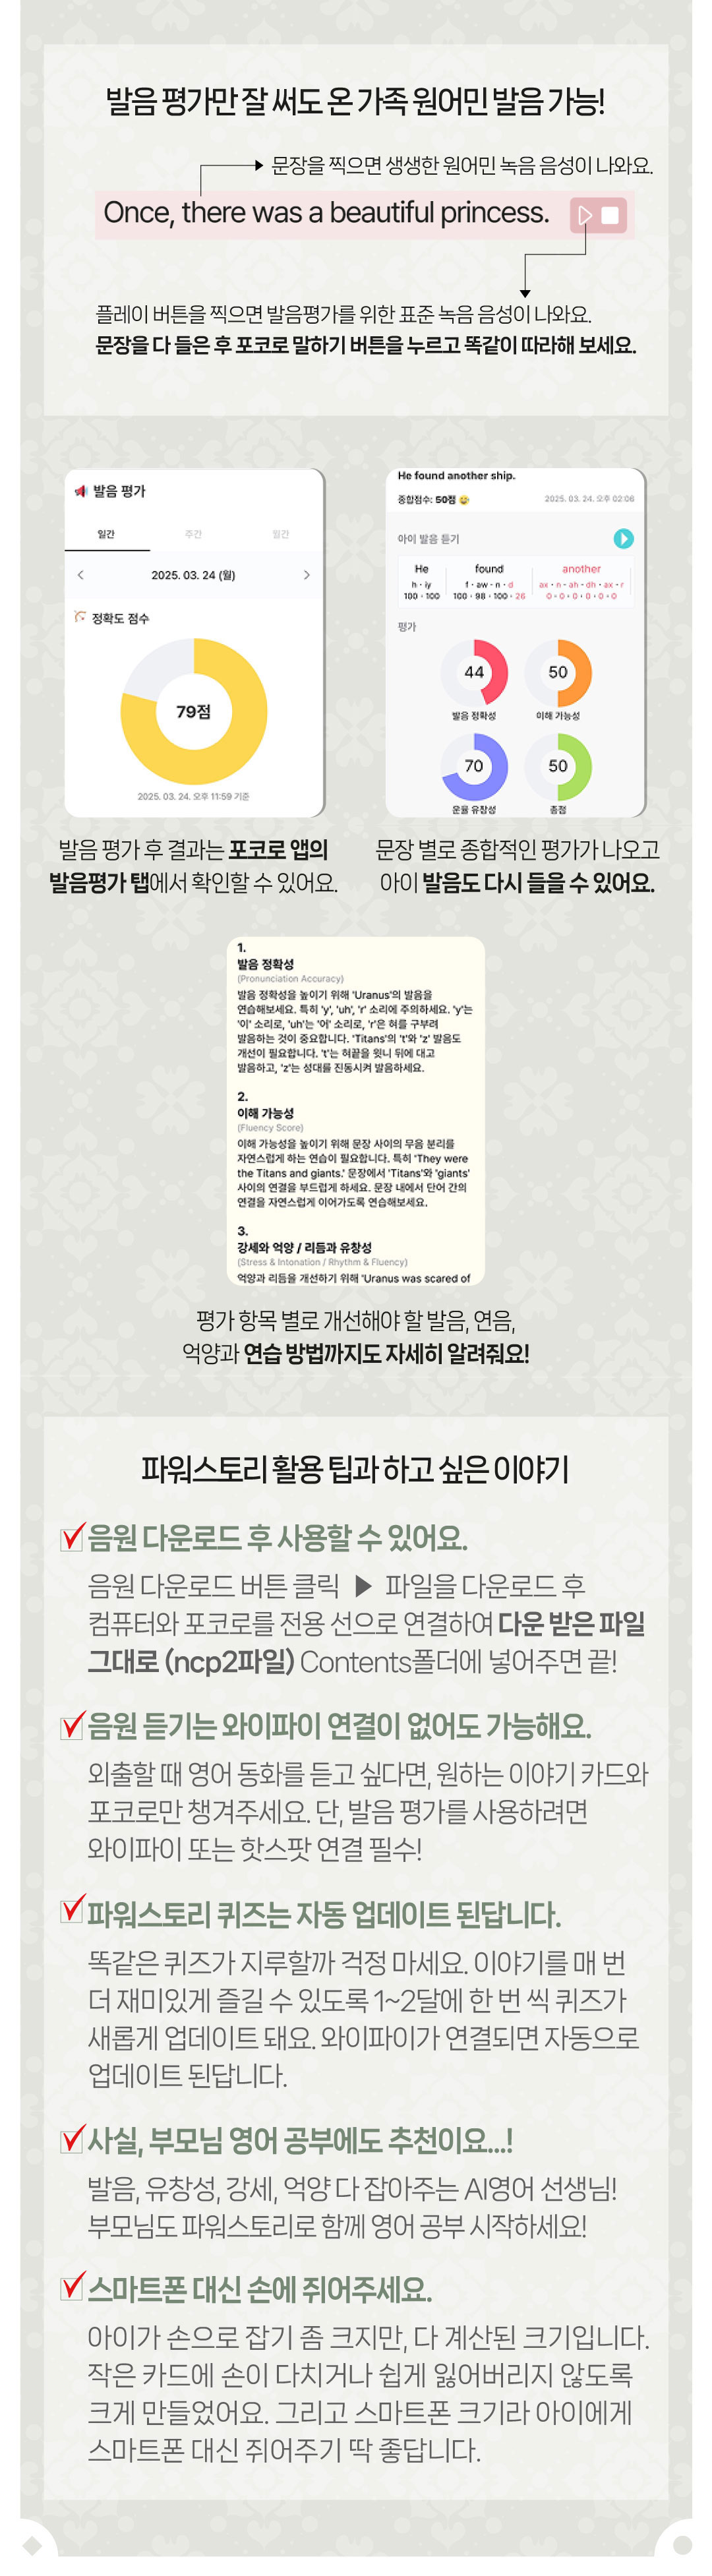 발음 평가만 잘 써도 온 가족 원어민 발음 가능!
문장을 찍으면 생생한 원어민 녹음 음성이 나와요.
Once, there was a beautiful princess.
플레이 버튼을 찍으면 발음평가를 위한 표준 녹음 음성이 나와요.
문장을 다 들은 후 포코로 말하기 버튼을 누르고 똑같이 따라해 보세요.
발음 평가
일간 주간 월간
2025. 03. 24 (월)
정확도 점수
79점
2025. 03. 24. 오후 11:59 기준
He found another ship.
종합점수: 50점
2025. 03. 24. 오후 02:06
아이 발음 듣기
He found another
h · iy f · aw · n · d ax · n · ah · dh · ax · r
100 · 100 100 · 98 · 100 · 26 0 · 0 · 0 · 0 · 0 · 0
평가
44 50
발음 정확성 이해 가능성
70 50
운율 유창성 총점
발음 평가 후 결과는 포코로 앱의
발음평가 탭에서 확인할 수 있어요.
문장 별로 종합적인 평가가 나오고
아이 발음도 다시 들을 수 있어요.
1.
발음 정확성
(Pronunciation Accuracy)
발음 정확성을 높이기 위해 'Uranus'의 발음을
연습해보세요. 특히 'y', 'uh', 'r' 소리에 주의하세요. 'y'는
'이' 소리로, 'uh'는 '어' 소리로, 'r'은 혀를 구부려
발음하는 것이 중요합니다. 'Titans'의 't'와 'z' 발음도
개선이 필요합니다. 't'는 혀끝을 윗니 뒤에 대고
발음하고, 'z'는 성대를 진동시켜 발음하세요.
2.
이해 가능성
(Fluency Score)
이해 가능성을 높이기 위해 문장 사이의 무음 분리를
자연스럽게 하는 연습이 필요합니다. 특히 'They were
the Titans and giants.' 문장에서 'Titans'와 'giants'
사이의 연결을 부드럽게 하세요. 문장 내에서 단어 간의
연결을 자연스럽게 이어가도록 연습해보세요.
3.
강세와 억양 / 리듬과 유창성
(Stress & Intonation / Rhythm & Fluency)
억양과 리듬을 개선하기 위해 'Uranus was scared of
평가 항목 별로 개선해야 할 발음, 연음,
억양과 연습 방법까지도 자세히 알려줘요!
파워스토리 활용 팁과 하고 싶은 이야기
음원 다운로드 후 사용할 수 있어요.
음원 다운로드 버튼 클릭 ▶ 파일을 다운로드 후
컴퓨터와 포코로를 전용 선으로 연결하여 다운 받은 파일
그대로 (ncp2파일) Contents폴더에 넣어주면 끝!
음원 듣기는 와이파이 연결이 없어도 가능해요.
외출할 때 영어 동화를 듣고 싶다면, 원하는 이야기 카드와
포코로만 챙겨주세요. 단, 발음 평가를 사용하려면
와이파이 또는 핫스팟 연결 필수!
파워스토리 퀴즈는 자동 업데이트 된답니다.
똑같은 퀴즈가 지루할까 걱정 마세요. 이야기를 매 번
더 재미있게 즐길 수 있도록 1~2달에 한 번 씩 퀴즈가
새롭게 업데이트 돼요. 와이파이가 연결되면 자동으로
업데이트 된답니다.
사실, 부모님 영어 공부에도 추천이요...!
발음, 유창성, 강세, 억양 다 잡아주는 AI영어 선생님!
부모님도 파워스토리로 함께 영어 공부 시작하세요!
스마트폰 대신 손에 쥐어주세요.
아이가 손으로 잡기 좀 크지만, 다 계산된 크기입니다.
작은 카드에 손이 다치거나 쉽게 잃어버리지 않도록
크게 만들었어요. 그리고 스마트폰 크기라 아이에게
스마트폰 대신 쥐어주기 딱 좋답니다.